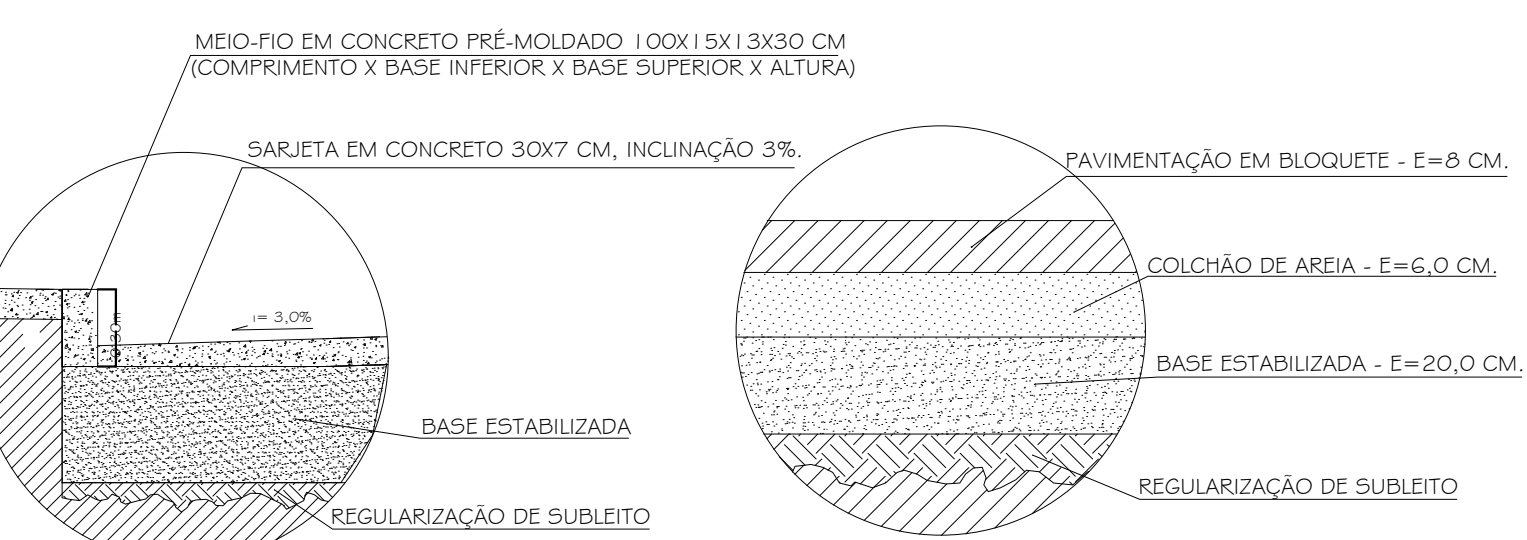 MEIO-FIO EM CONCRETO PRÉ-MOLDADO 100X15X13X30 CM
(COMPRIMENTO X BASE INFERIOR X BASE SUPERIOR X ALTURA)
SARJETA EM CONCRETO 30X7 CM, INCLINAÇÃO 3%.
i= 3,0%
BASE ESTABILIZADA
REGULARIZAÇÃO DE SUBLEITO
PAVIMENTAÇÃO EM BLOQUETE - E=8 CM.
COLCHÃO DE AREIA - E=6,0 CM.
BASE ESTABILIZADA - E=20,0 CM.
REGULARIZAÇÃO DE SUBLEITO